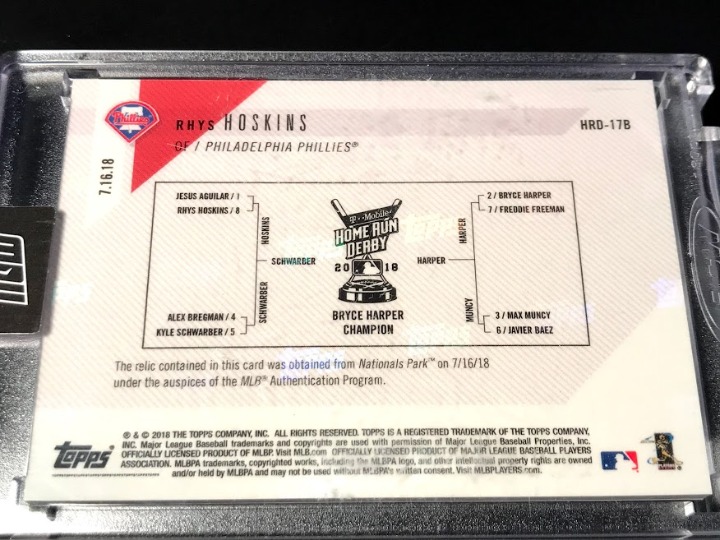 Phillies
RHYS HOSKINS
HRD-17B
OF / PHILADELPHIA PHILLIES®
7.16.18
JESUS AGUILAR / 1
RHYS HOSKINS / 8
HOSKINS
SCHWARBER
SCHWARBER
ALEX BREGMAN / 4
KYLE SCHWARBER / 5
T-Mobile
HOME RUN
DERBY
2018
BRYCE HARPER
CHAMPION
2 / BRYCE HARPER
7 / FREDDIE FREEMAN
HARPER
HARPER
MUNCY
3 / MAX MUNCY
6 / JAVIER BAEZ
The relic contained in this card was obtained from Nationals Park™ on 7/16/18
under the auspices of the MLB® Authentication Program.
Topps®
® & © 2018 THE TOPPS COMPANY, INC. ALL RIGHTS RESERVED. TOPPS IS A REGISTERED TRADEMARK OF THE TOPPS COMPANY,
INC. Major League Baseball trademarks and copyrights are used with permission of Major League Baseball Properties, Inc.
OFFICIALLY LICENSED PRODUCT OF MLBP. Visit MLB.com OFFICIALLY LICENSED PRODUCT OF MAJOR LEAGUE BASEBALL PLAYERS
ASSOCIATION. MLBPA trademarks, copyrighted works, including the MLBPA logo, and other intellectual property rights are owned
and/or held by MLBPA and may not be used without MLBPA's written consent. Visit MLBPLAYERS.com.